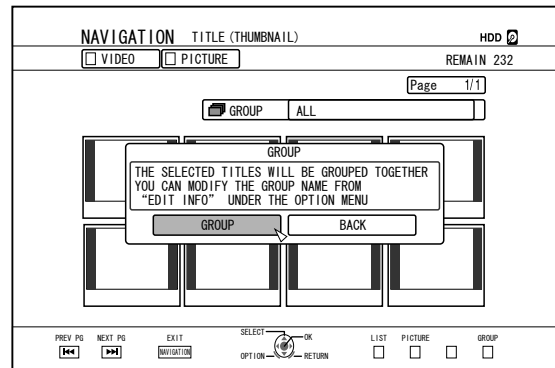 NAVIGATION TITLE (THUMBNAIL) HDD
VIDEO PICTURE REMAIN 232
Page 1/1
GROUP ALL
GROUP
THE SELECTED TITLES WILL BE GROUPED TOGETHER
YOU CAN MODIFY THE GROUP NAME FROM
“EDIT INFO” UNDER THE OPTION MENU
GROUP BACK
PREV PG NEXT PG EXIT SELECT OK LIST PICTURE GROUP
NAVIGATION OPTION RETURN